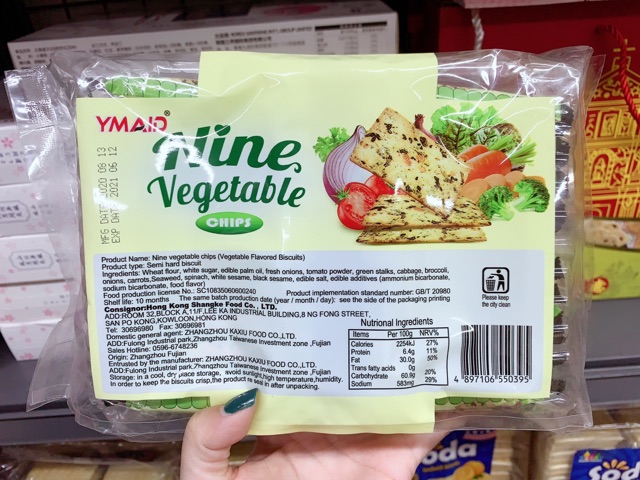 YMAID
Nine
Vegetable
CHIPS
MFG DAT 2020 08 13
EXP DAT 2021 06 12
Product Name: Nine vegetable chips (Vegetable Flavored Biscuits)
Product type: Semi hard biscuit
Ingredients: Wheat flour, white sugar, edible palm oil, fresh onions, tomato powder, green stalks, cabbage, broccoli,
onions, carrots,Seaweed, spinach, white sesame, black sesame, edible salt, edible additives (ammonium bicarbonate,
sodium bicarbonate, food flavor)
Food production license No.: SC10835060600240 Product implementation standard number: GB/T 20980
Shelf life: 10 months The same batch production date (year / month / day): see the side of the packaging printing
Consignor:Hong Kong Shangke Food Co., LTD.
ADD:ROOM 32,BLOCK A,11/F,LEE KA INDUSTRIAL BUILDING,8 NG FONG STREET,
SAN PO KONG,KOWLOON,HONG KONG
Tel: 30696980 Fax: 30696981
Domestic general agent: ZHANGZHOU KAXIU FOOD CO.,LTD.
ADD:Fulong Industrial park,Zhangzhou Taiwanese Investment zone ,Fujian
Sales Hotline: 0596-6748236
Origin: Zhangzhou Fujian
Entrusted by the manufacturer: ZHANGZHOU KAXIU FOOD CO.,LTD.
ADD:Fulong Industrial park,Zhangzhou Taiwanese Investment zone ,Fujian
Storage: in a cool, dry place storage, avoid sunlight,high temperature,humidity.
In order to keep the biscuits crisp,the product re seal in after unpacking.
Nutritional Ingredients
Items Per 100g NRV%
Calories 2254kJ 27%
Protein 6.4g 11%
Fat 30.0g 50%
Trans fatty acids 0g
Carbohydrate 60.9g 20%
Sodium 583mg 29%
Please keep
the city clean
4 897106 550395
Soda